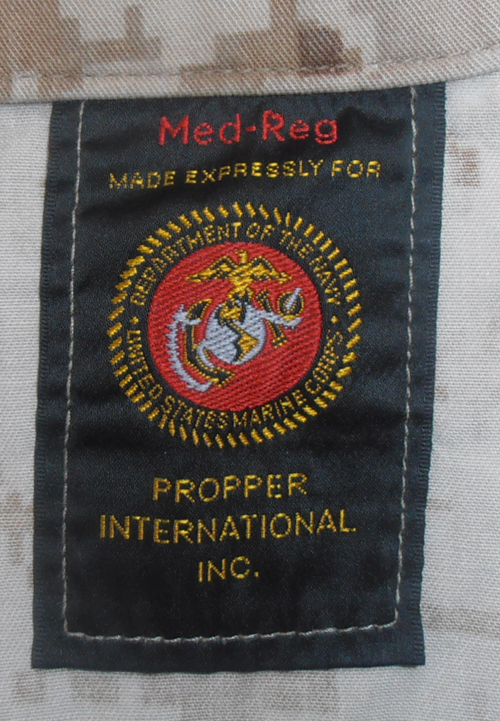 Med-Reg
MADE EXPRESSLY FOR
DEPARTMENT OF THE NAVY
UNITED STATES MARINE CORPS
PROPPER
INTERNATIONAL
INC.